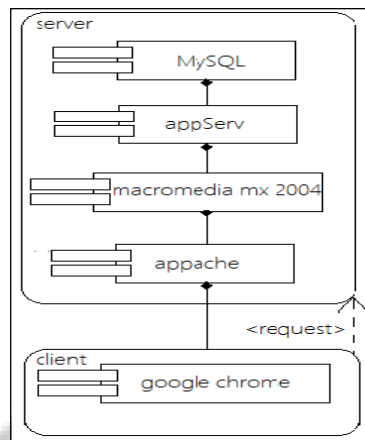 server
MySQL
appServ
macromedia mx 2004
appache
<request>
client
google chrome